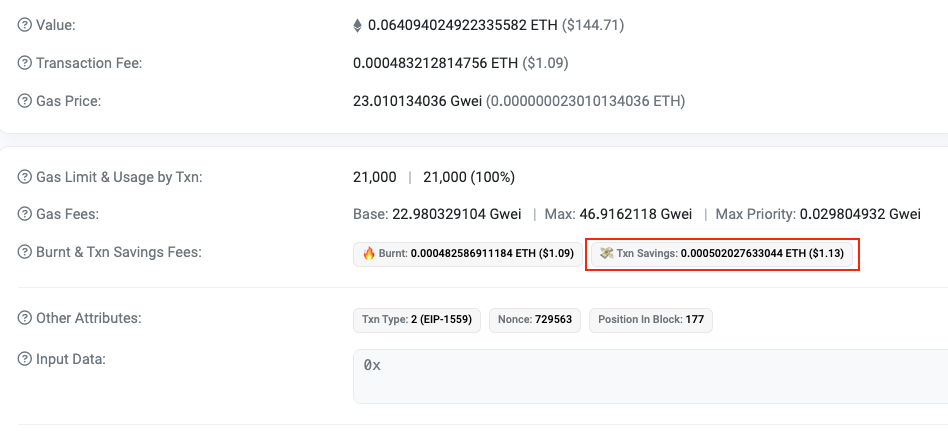 Value: 0.064094024922335582 ETH ($144.71)
Transaction Fee: 0.000483212814756 ETH ($1.09)
Gas Price: 23.010134036 Gwei (0.000000023010134036 ETH)
Gas Limit & Usage by Txn: 21,000 | 21,000 (100%)
Gas Fees: Base: 22.980329104 Gwei | Max: 46.9162118 Gwei | Max Priority: 0.029804932 Gwei
Burnt & Txn Savings Fees: 🔥 Burnt: 0.000482586911184 ETH ($1.09) 💸 Txn Savings: 0.000502027633044 ETH ($1.13)
Other Attributes: Txn Type: 2 (EIP-1559) Nonce: 729563 Position In Block: 177
Input Data: 0x